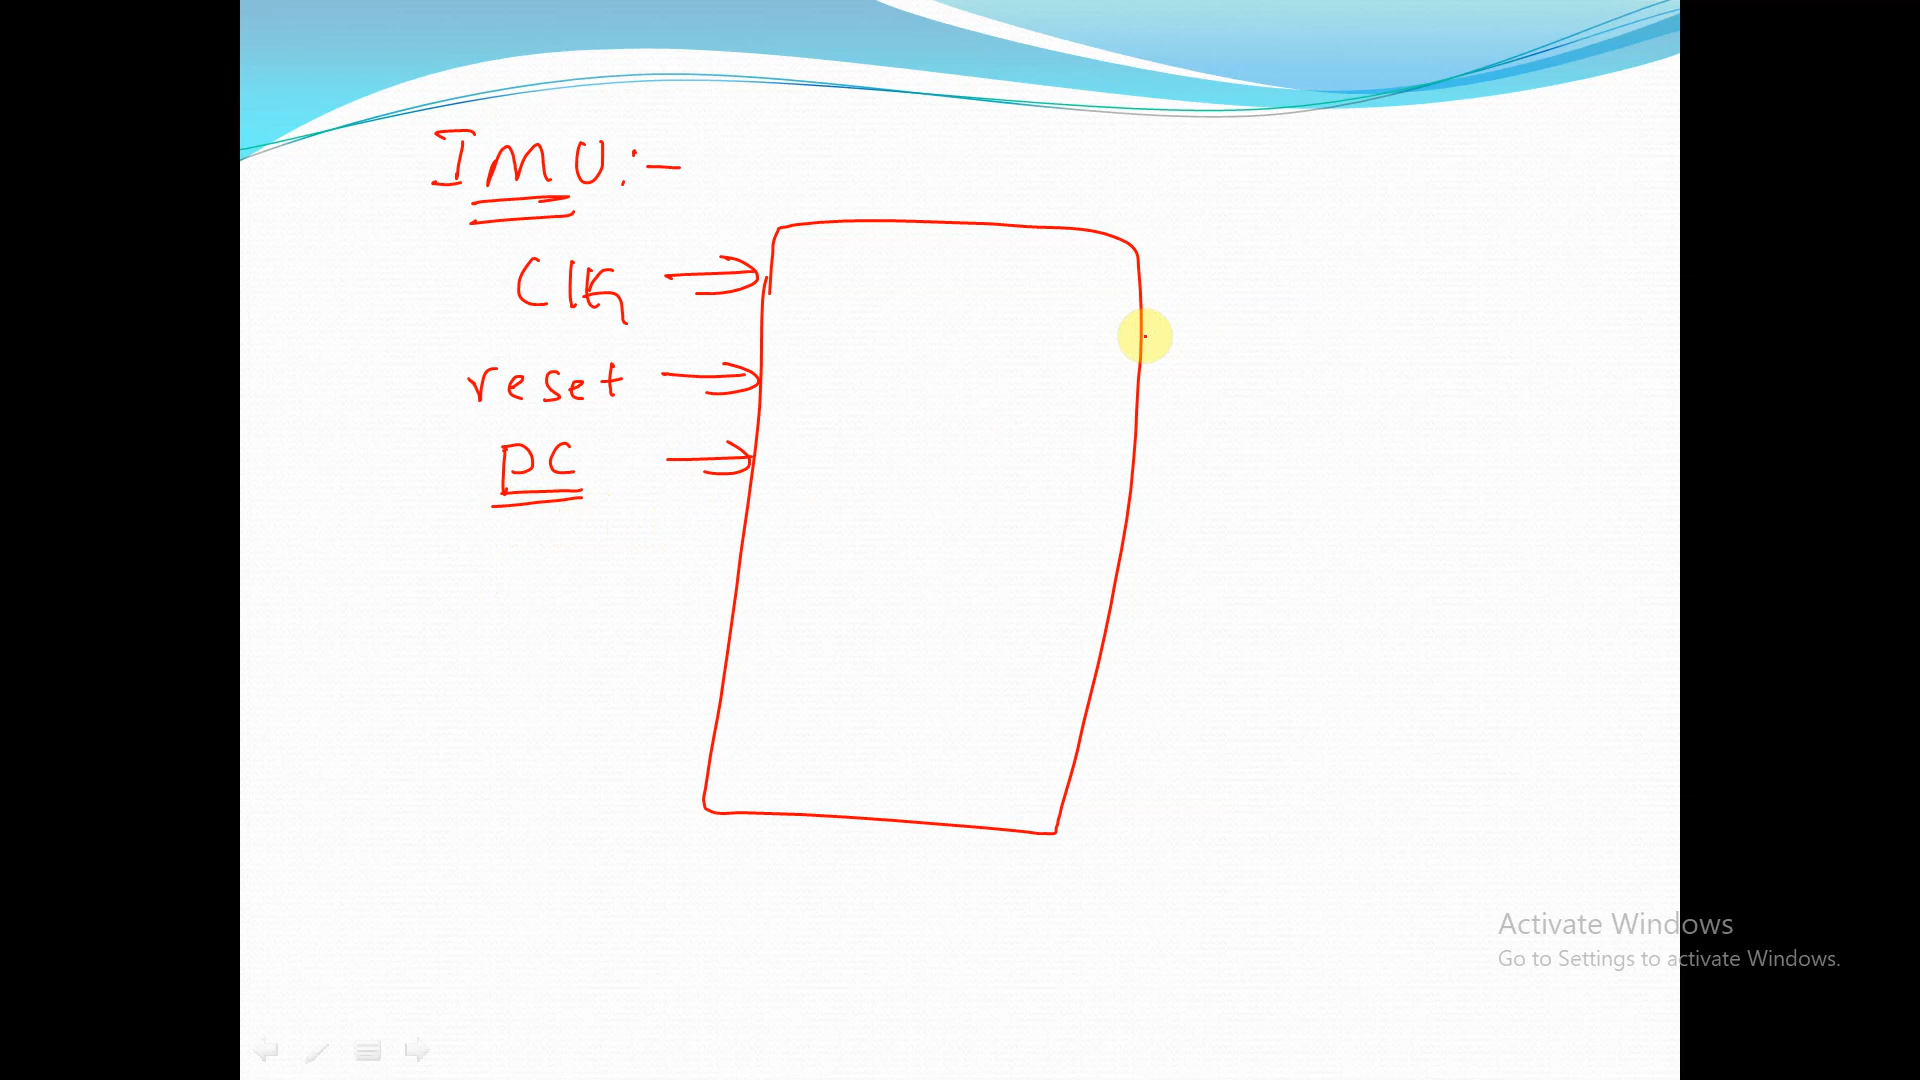 IMU:-
Clk
reset
PC
Activate Windows
Go to Settings to activate Windows.